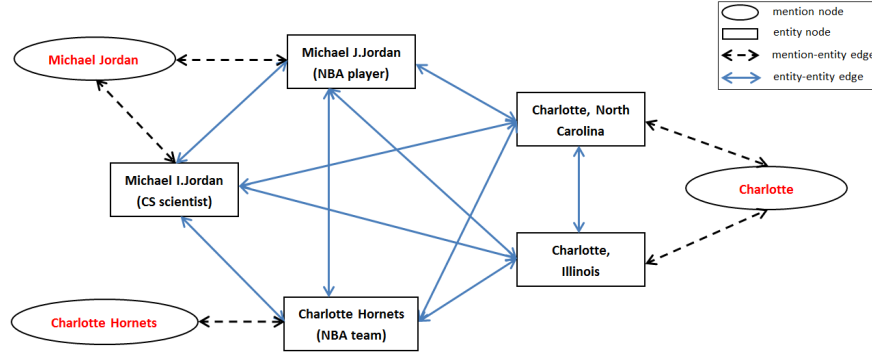 mention node
entity node
mention-entity edge
entity-entity edge
Michael Jordan
Michael J.Jordan
(NBA player)
Charlotte, North
Carolina
Michael I.Jordan
(CS scientist)
Charlotte
Charlotte,
Illinois
Charlotte Hornets
Charlotte Hornets
(NBA team)